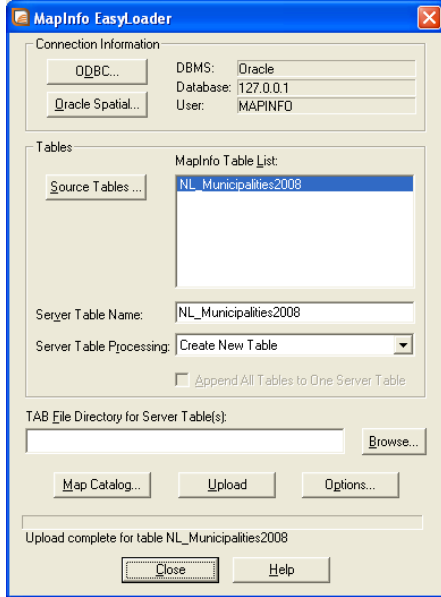 MapInfo EasyLoader
Connection Information
ODBC...
DBMS: Oracle
Database: 127.0.0.1
Oracle Spatial...
User: MAPINFO
Tables
MapInfo Table List:
Source Tables ...
NL_Municipalities2008
Server Table Name: NL_Municipalities2008
Server Table Processing: Create New Table
Append All Tables to One Server Table
TAB File Directory for Server Table(s):
Browse...
Map Catalog... Upload Options...
Upload complete for table NL_Municipalities2008
Close Help